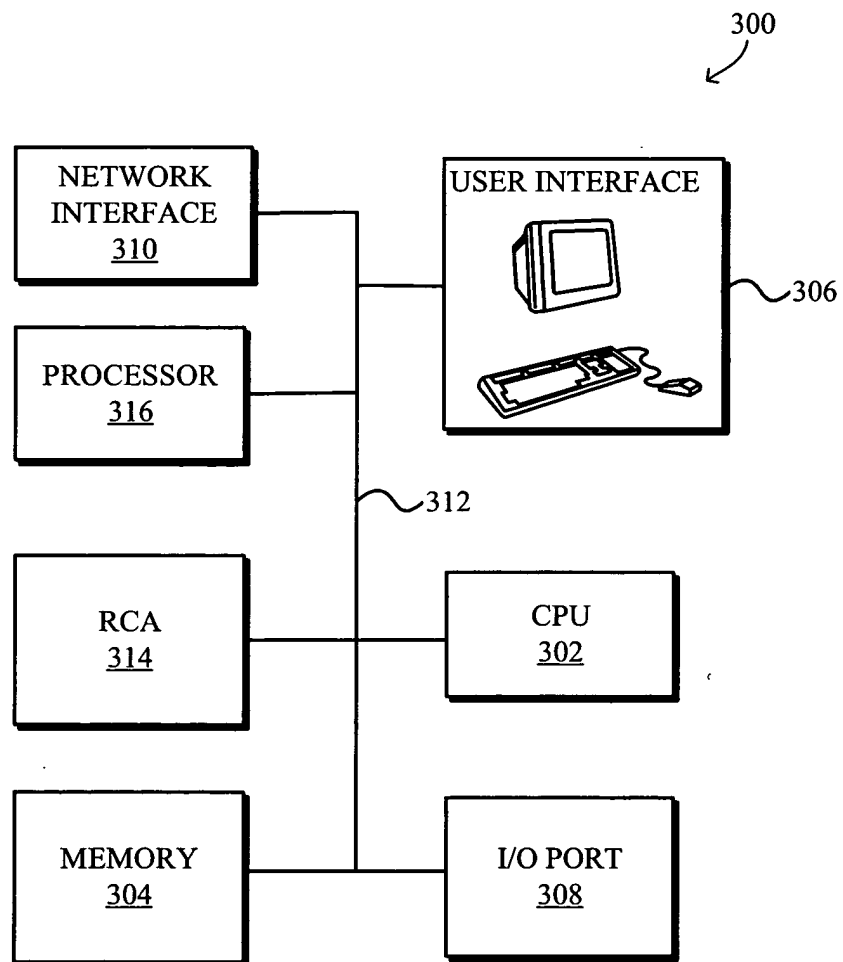 300
NETWORK
INTERFACE
310
USER INTERFACE
306
PROCESSOR
316
312
RCA
314
CPU
302
MEMORY
304
I/O PORT
308